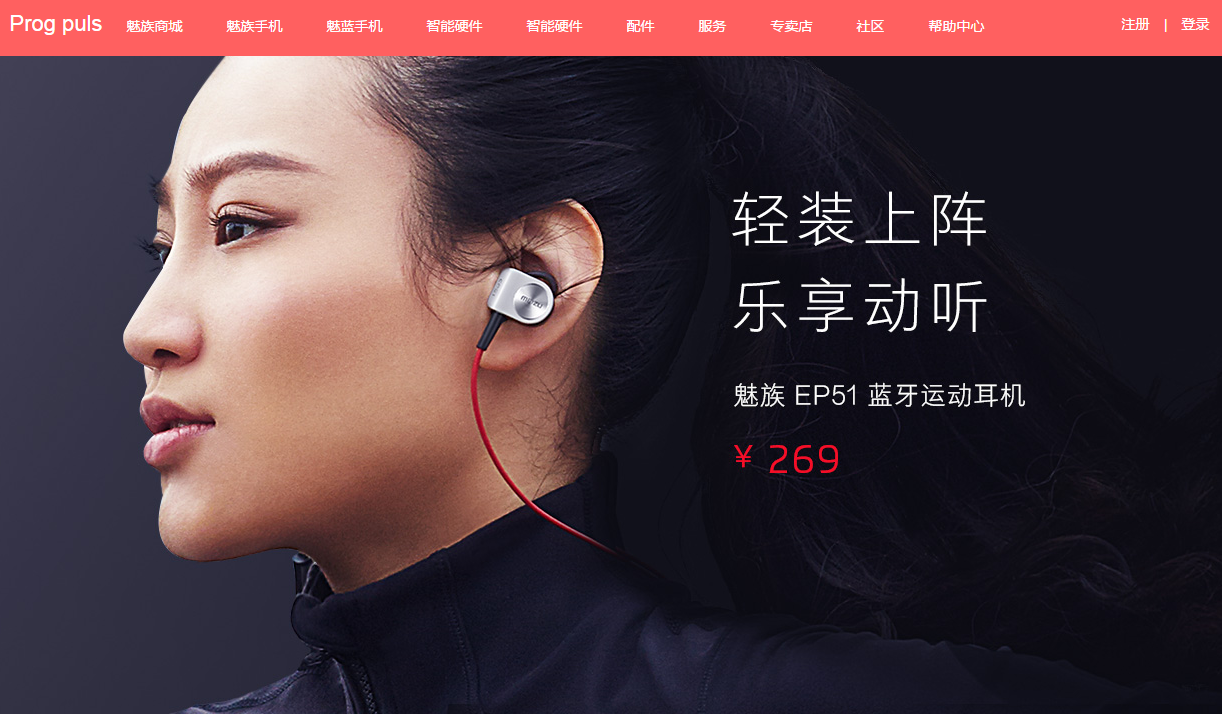 Prog puls 魅族商城 魅族手机 魅蓝手机 智能硬件 智能硬件 配件 服务 专卖店 社区 帮助中心 注册 | 登录
轻装上阵
乐享动听
MEIZU
魅族 EP51 蓝牙运动耳机
¥ 269